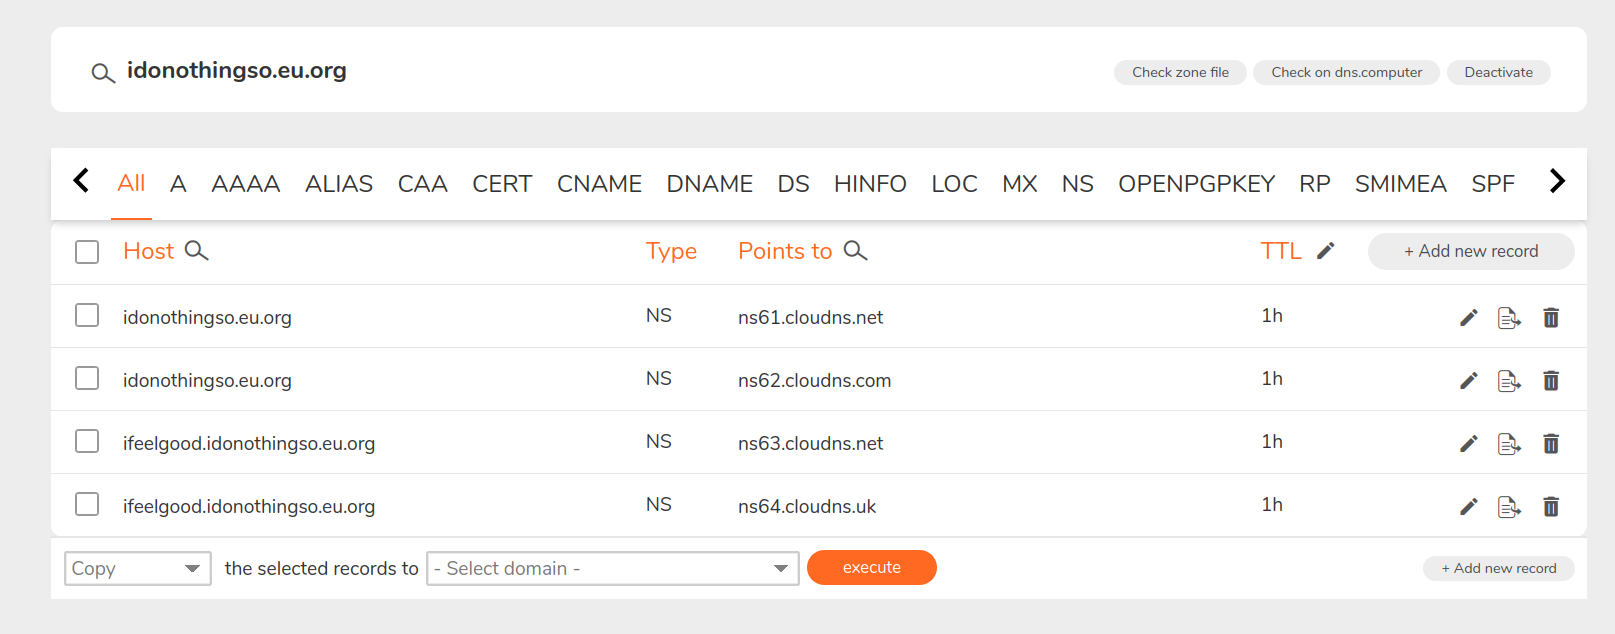 idonothingso.eu.org Check zone file Check on dns.computer Deactivate
All A AAAA ALIAS CAA CERT CNAME DNAME DS HINFO LOC MX NS OPENPGPKEY RP SMIMEA SPF
Host Type Points to TTL + Add new record
idonothingso.eu.org NS ns61.cloudns.net 1h
idonothingso.eu.org NS ns62.cloudns.com 1h
ifeelgood.idonothingso.eu.org NS ns63.cloudns.net 1h
ifeelgood.idonothingso.eu.org NS ns64.cloudns.uk 1h
Copy the selected records to - Select domain - execute + Add new record